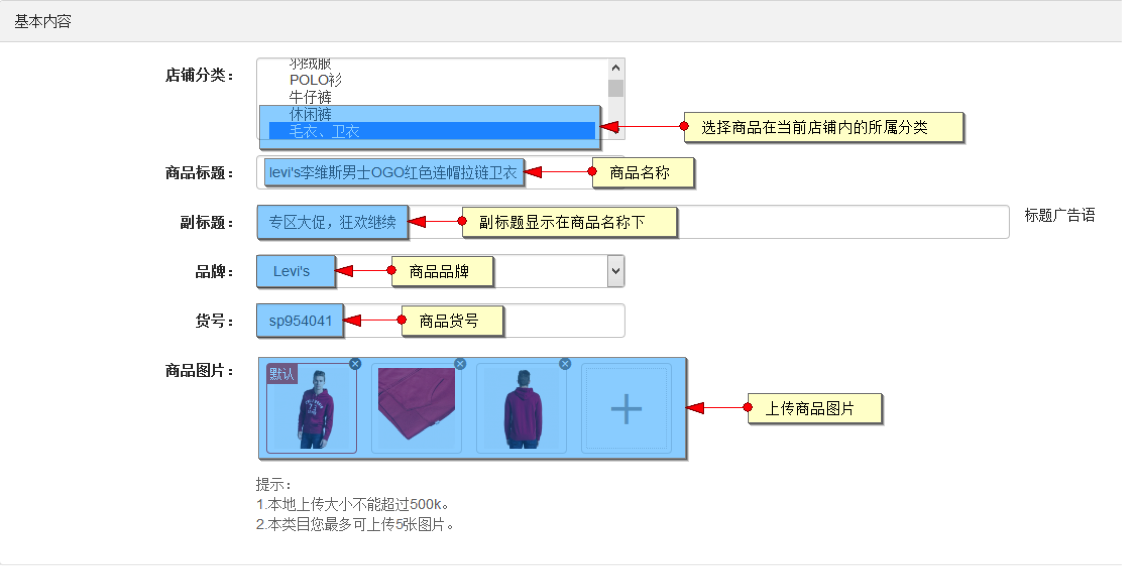 基本内容
店铺分类：
羽绒服
POLO衫
牛仔裤
休闲裤
毛衣、卫衣
选择商品在当前店铺内的所属分类
商品标题：
levi's李维斯男士OGO红色连帽拉链卫衣
商品名称
副标题：
专区大促，狂欢继续
副标题显示在商品名称下
标题广告语
品牌：
Levi's
商品品牌
货号：
sp954041
商品货号
商品图片：
默认
上传商品图片
提示：
1.本地上传大小不能超过500k。
2.本类目您最多可上传5张图片。